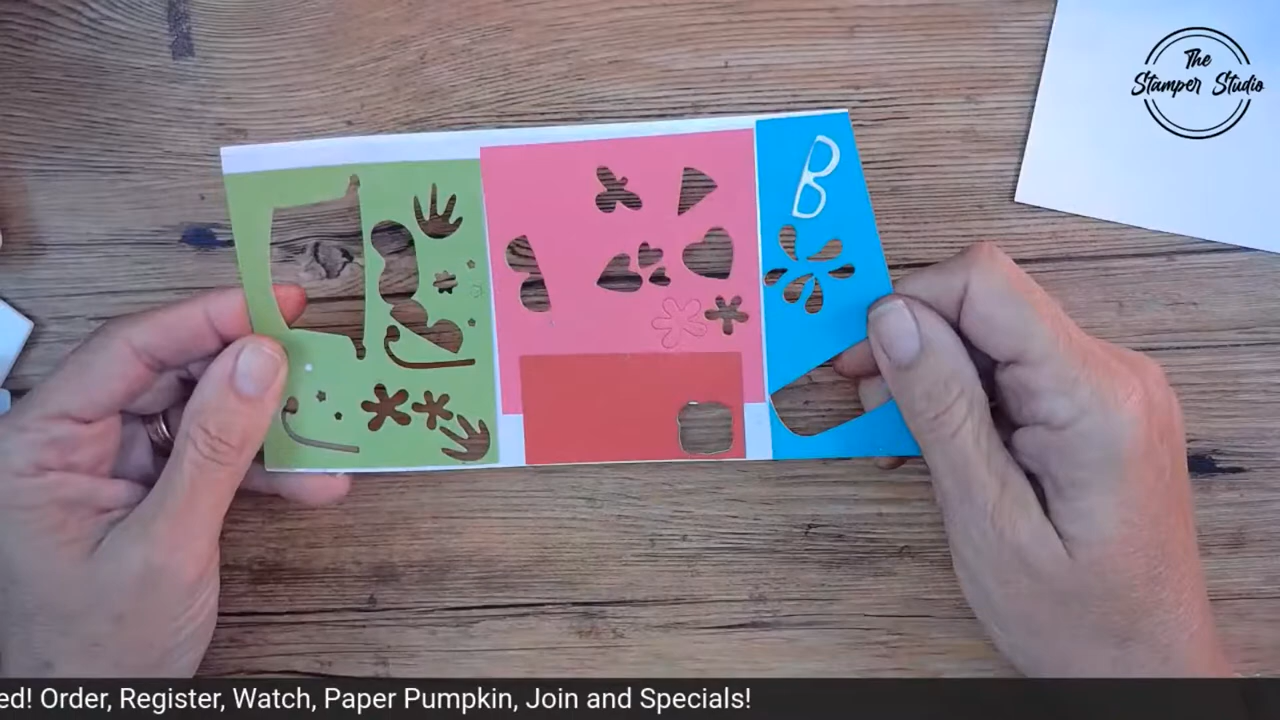 The
Stamper Studio
B
ed! Order, Register, Watch, Paper Pumpkin, Join and Specials!